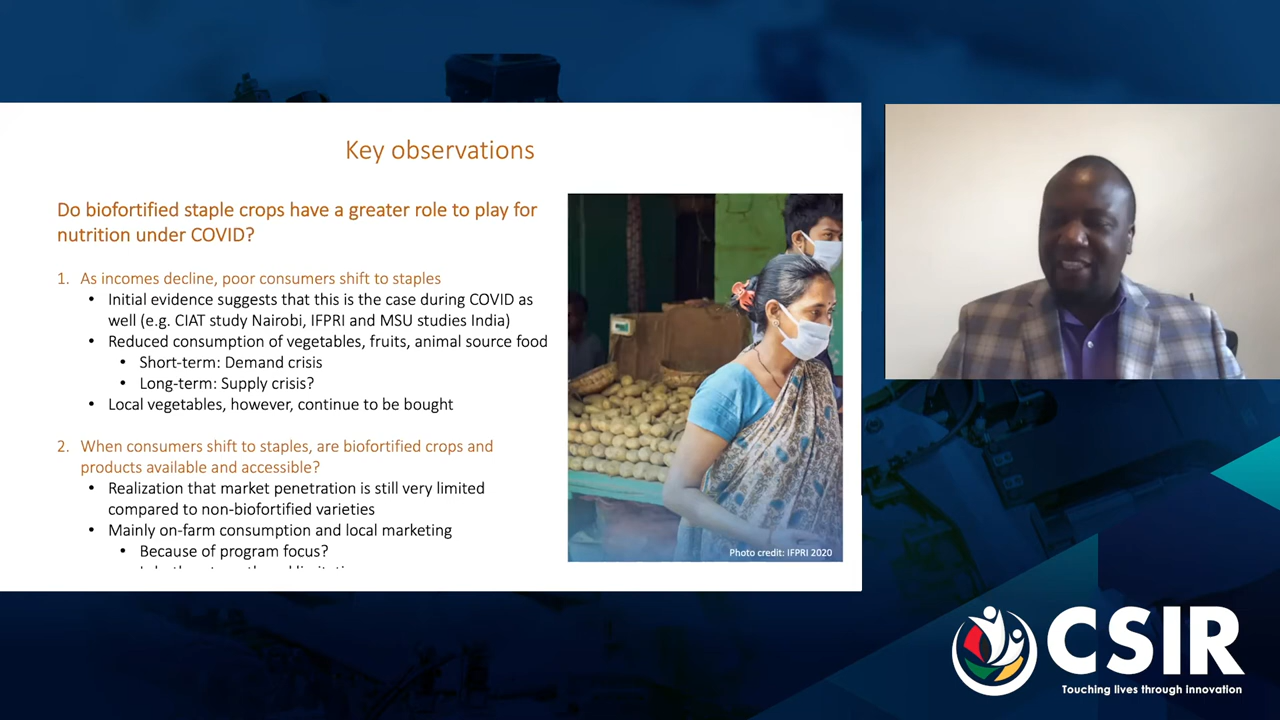 Key observations
Do biofortified staple crops have a greater role to play for
nutrition under COVID?
1. As incomes decline, poor consumers shift to staples
• Initial evidence suggests that this is the case during COVID as
well (e.g. CIAT study Nairobi, IFPRI and MSU studies India)
• Reduced consumption of vegetables, fruits, animal source food
• Short-term: Demand crisis
• Long-term: Supply crisis?
• Local vegetables, however, continue to be bought
2. When consumers shift to staples, are biofortified crops and
products available and accessible?
• Realization that market penetration is still very limited
compared to non-biofortified varieties
• Mainly on-farm consumption and local marketing
• Because of program focus?
Photo credit: IFPRI 2020
CSIR
Touching lives through innovation